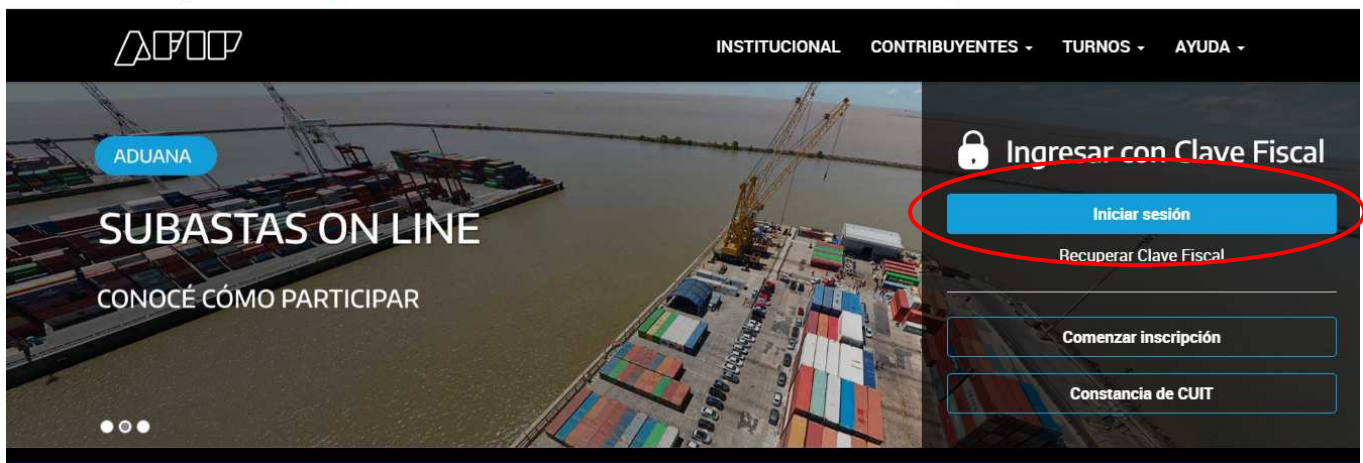 AFIP
INSTITUCIONAL CONTRIBUYENTES TURNOS AYUDA
ADUANA
SUBASTAS ON LINE
CONOCÉ CÓMO PARTICIPAR
Ingresar con Clave Fiscal
Iniciar sesión
Recuperar Clave Fiscal
Comenzar inscripción
Constancia de CUIT